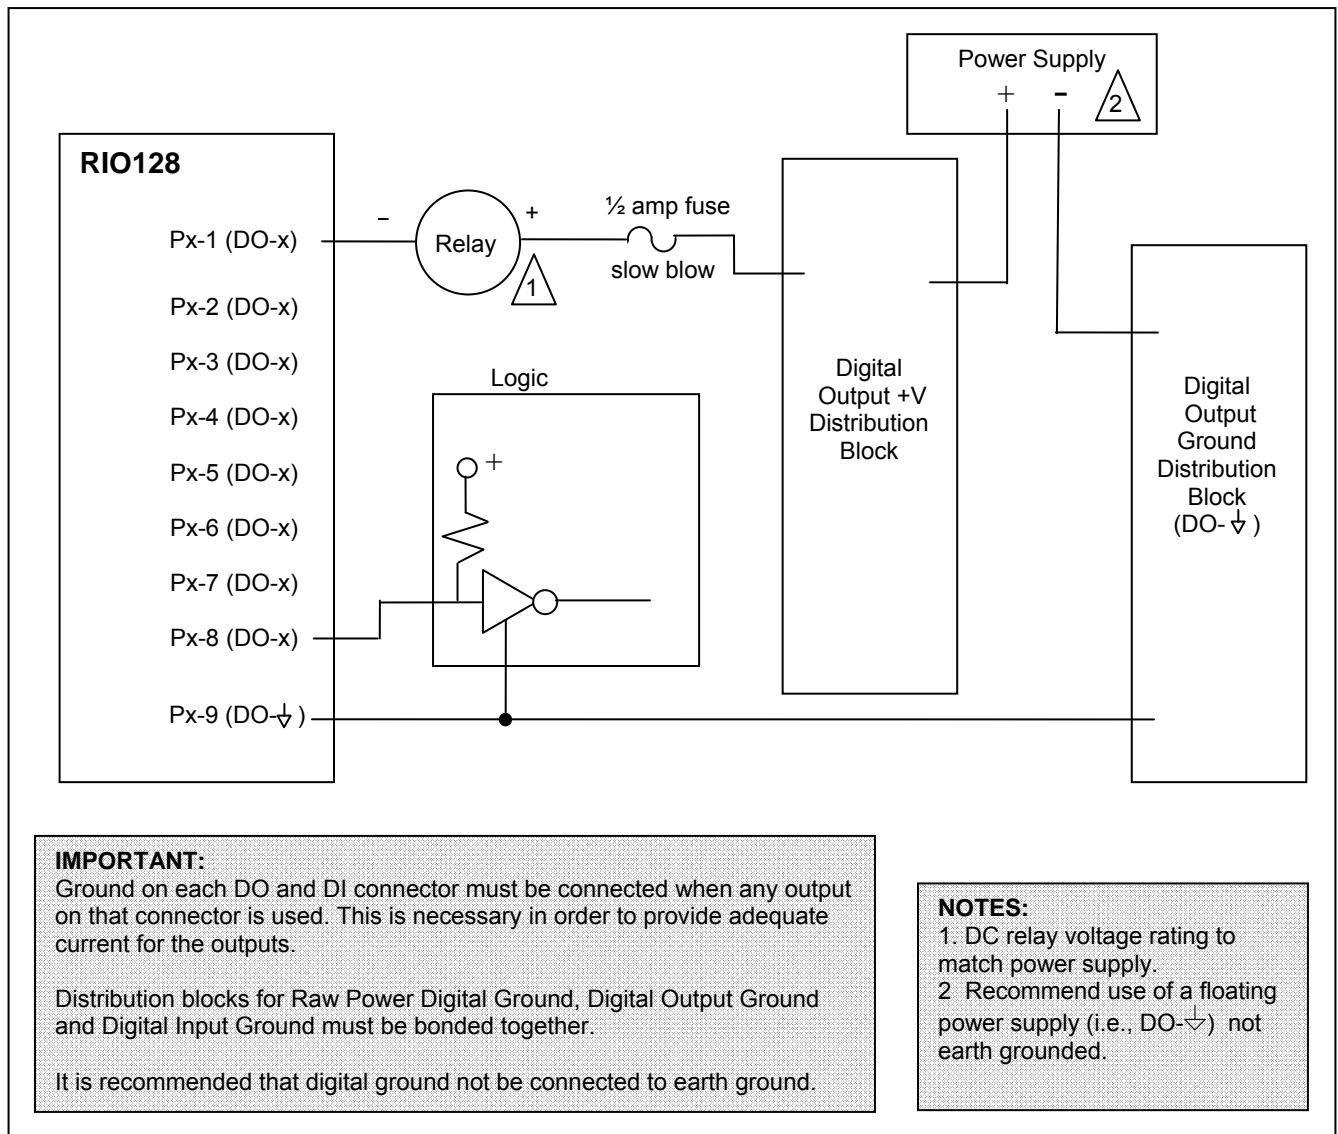 Power Supply
+ -
2
RIO128
Px-1 (DO-x)
Px-2 (DO-x)
Px-3 (DO-x)
Px-4 (DO-x)
Px-5 (DO-x)
Px-6 (DO-x)
Px-7 (DO-x)
Px-8 (DO-x)
Px-9 (DO-⏚ )
–
Relay
+
1
½ amp fuse
slow blow
Logic
+
Digital
Output +V
Distribution
Block
Digital
Output
Ground
Distribution
Block
(DO- ⏚ )
IMPORTANT:
Ground on each DO and DI connector must be connected when any output
on that connector is used. This is necessary in order to provide adequate
current for the outputs.
Distribution blocks for Raw Power Digital Ground, Digital Output Ground
and Digital Input Ground must be bonded together.
It is recommended that digital ground not be connected to earth ground.
NOTES:
1. DC relay voltage rating to
match power supply.
2 Recommend use of a floating
power supply (i.e., DO-⏚) not
earth grounded.